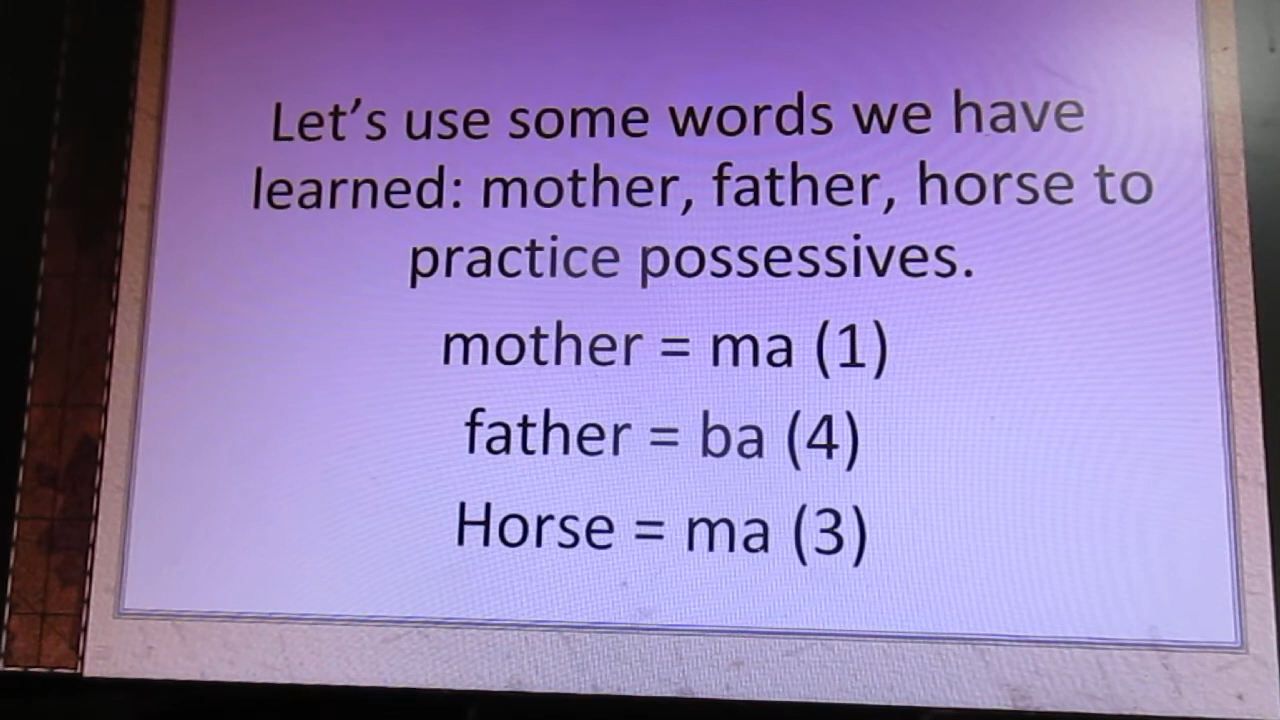 Let's use some words we have
learned: mother, father, horse to
practice possessives.
mother = ma (1)
father = ba (4)
Horse = ma (3)